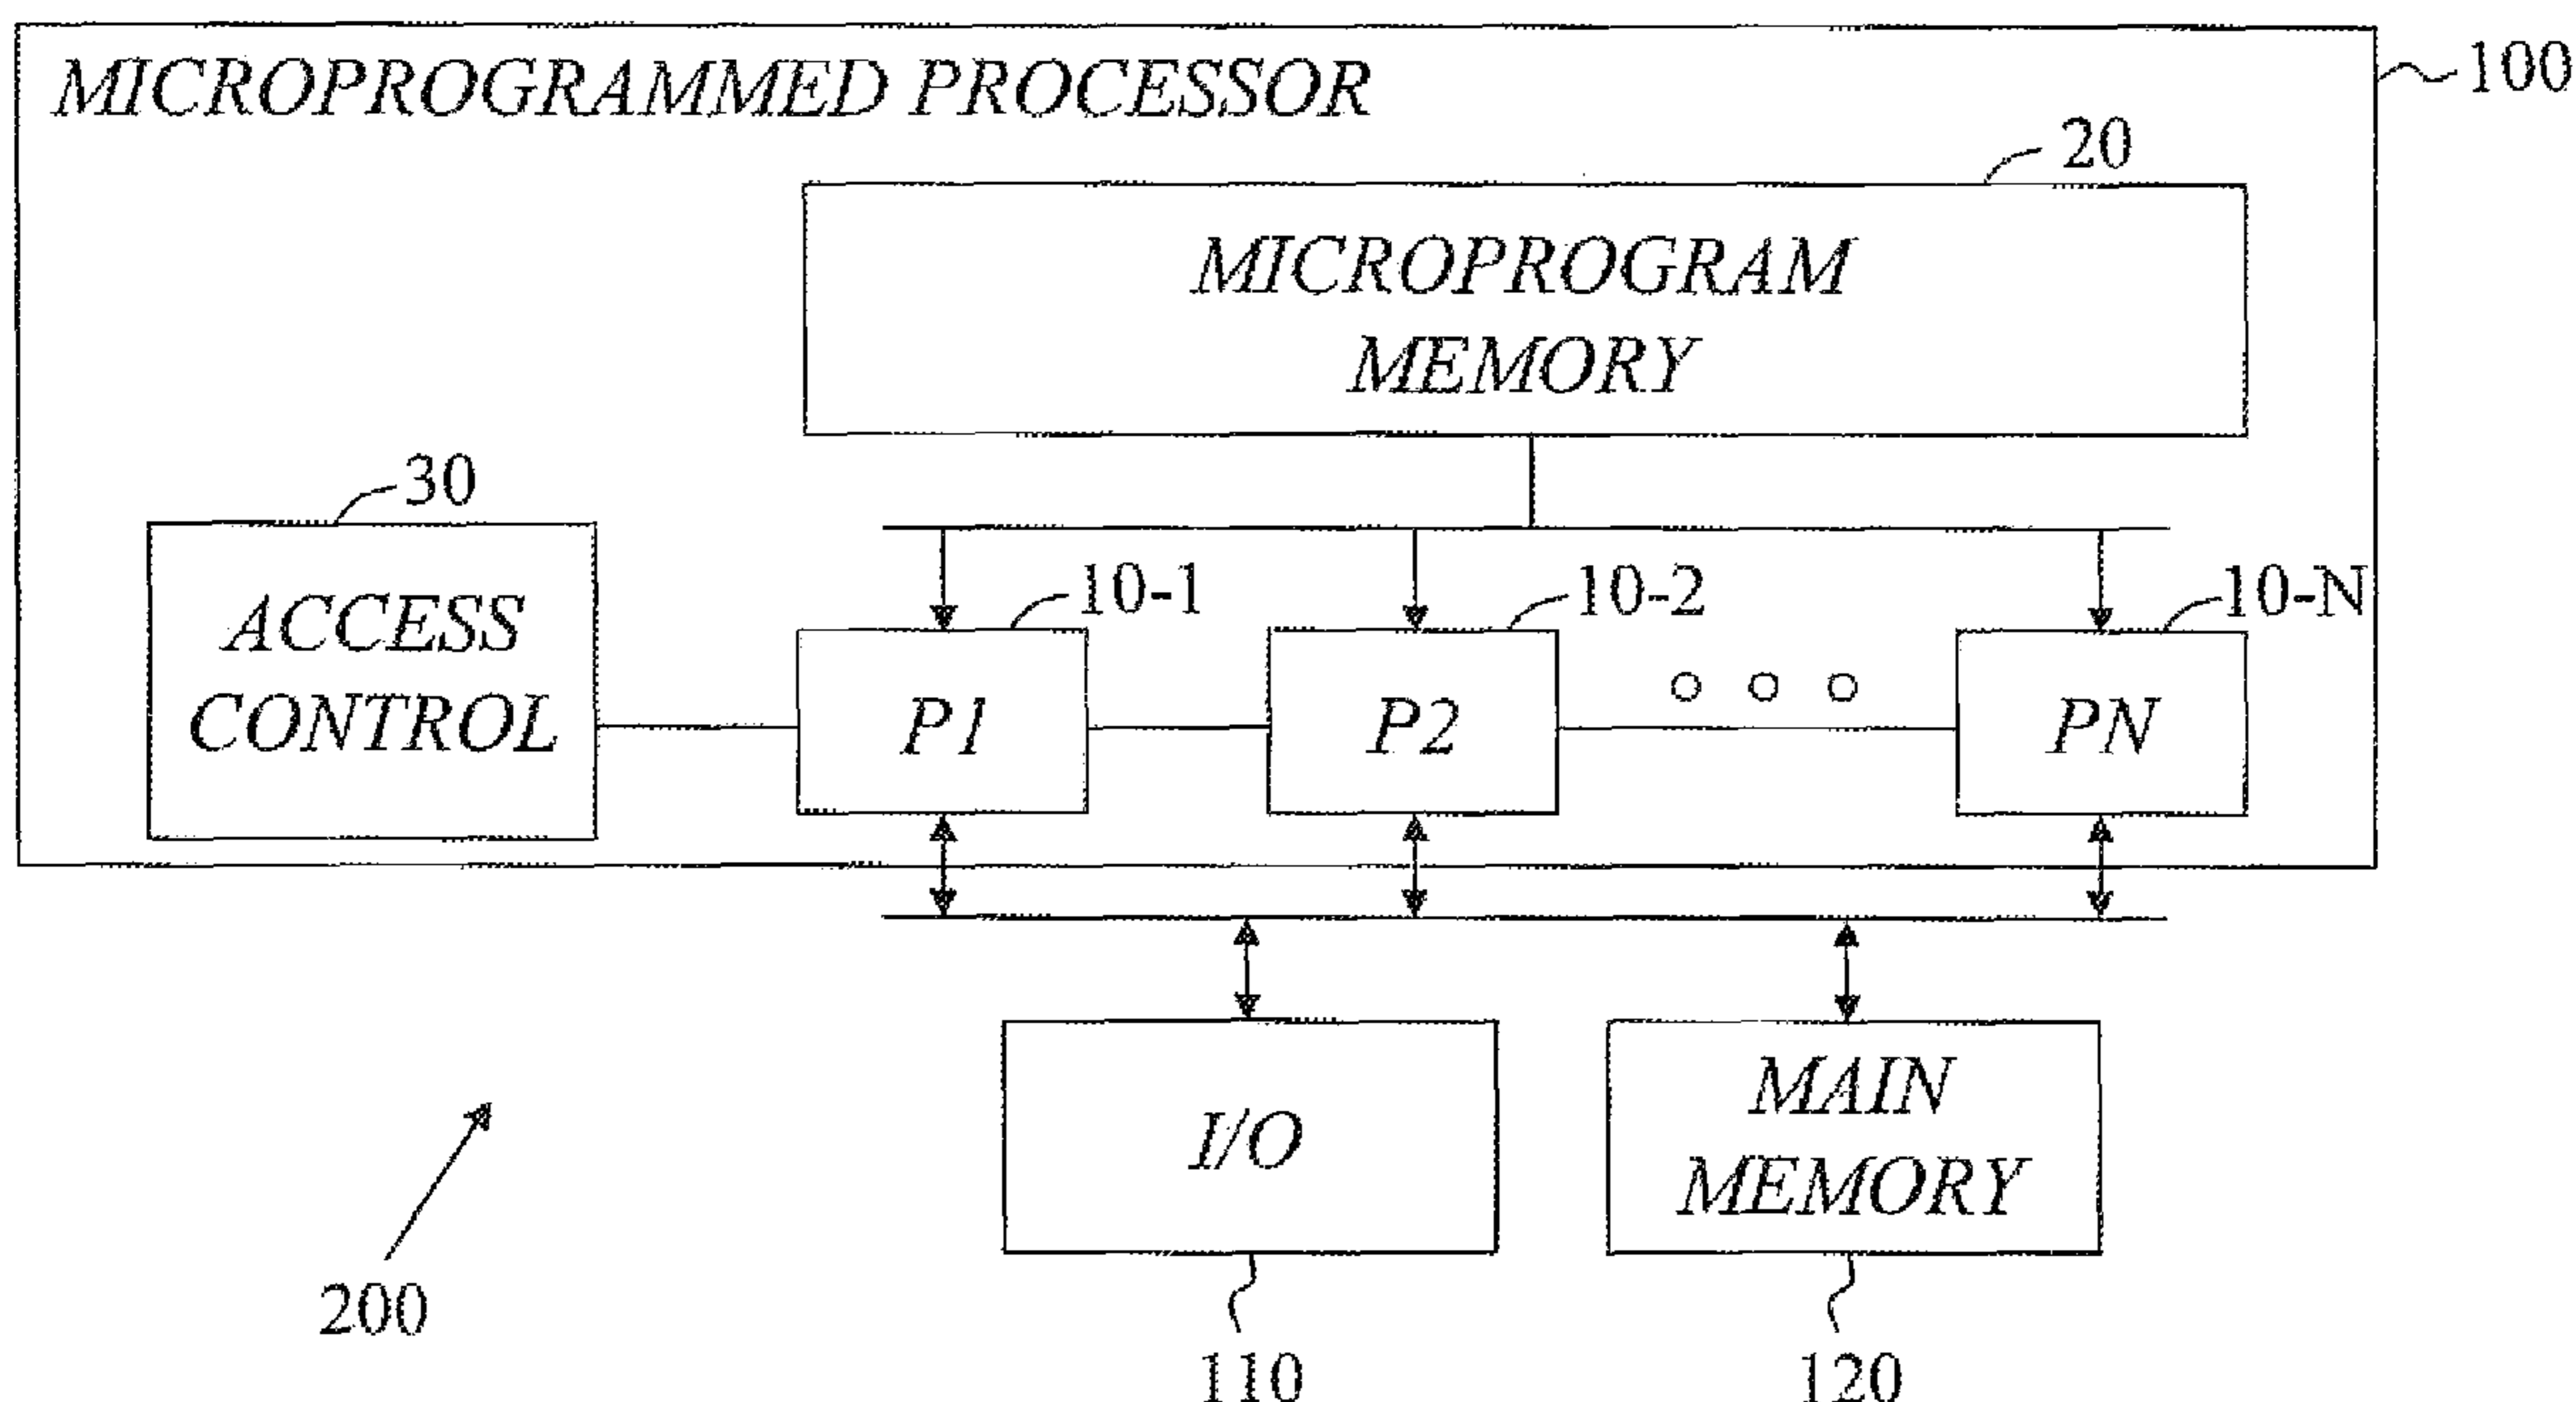 MICROPROGRAMMED PROCESSOR
100
20
MICROPROGRAM
MEMORY
30
ACCESS
CONTROL
10-1
10-2
10-N
P1
P2
PN
I/O
MAIN
MEMORY
200
110
120